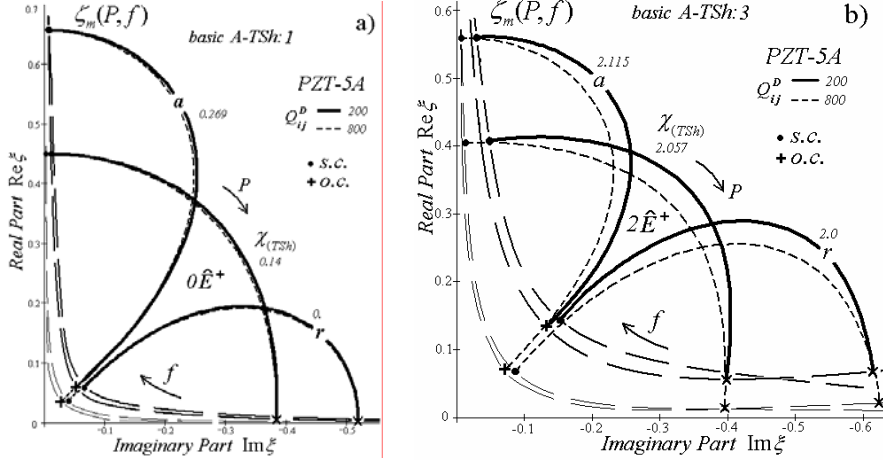 ζm(P, f)
basic A-TSh:1
a)
PZT-5A
Q^D_ij
200
800
s.c.
o.c.
a
0.269
P
χ(TSh)
0.14
0Ê+
0.
r
f
Real Part Re ξ
0.7
0.6
0.5
0.4
0.3
0.2
0.1
0
-0.1
-0.2
-0.3
-0.4
-0.5
Imaginary Part Im ξ
ζm(P, f)
basic A-TSh:3
b)
PZT-5A
Q^D_ij
200
800
s.c.
o.c.
a
2.115
χ(TSh)
2.057
P
2Ê+
2.0
r
f
Real Part Re ξ
0.6
0.5
0.4
0.3
0.2
0.1
0
-0.1
-0.2
-0.3
-0.4
-0.5
-0.6
Imaginary Part Im ξ